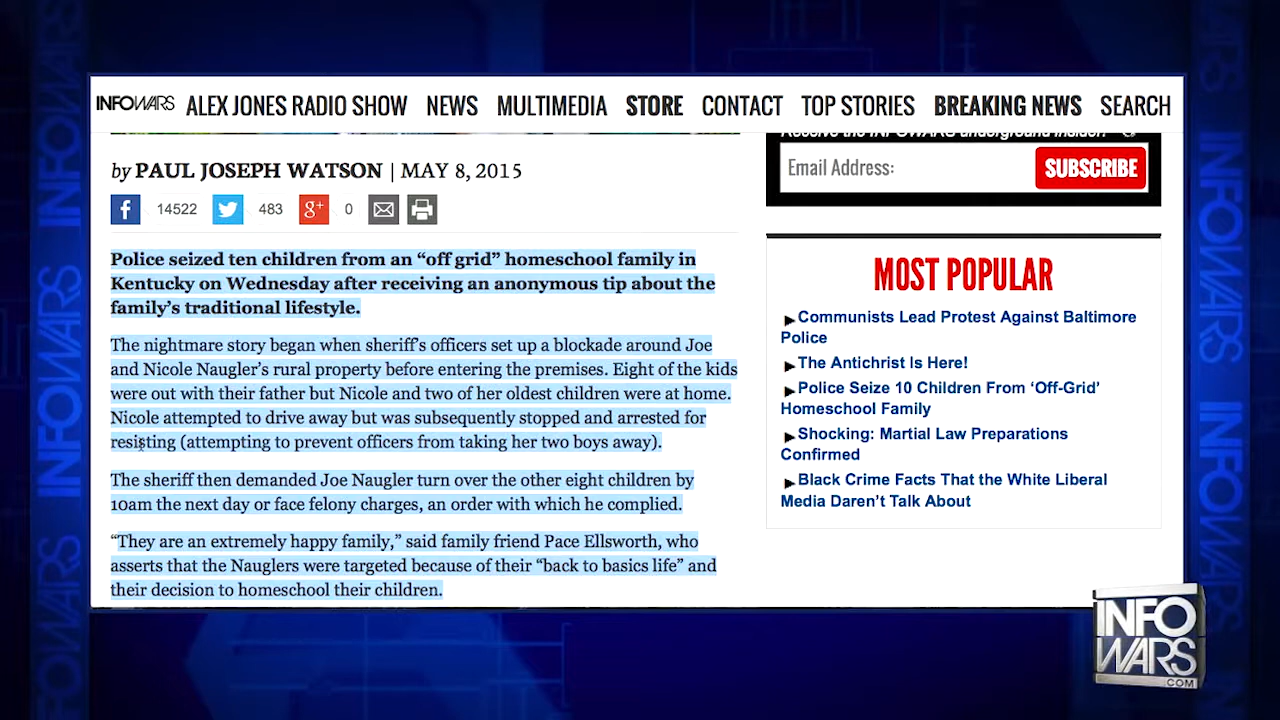 INFOWARS ALEX JONES RADIO SHOW NEWS MULTIMEDIA STORE CONTACT TOP STORIES BREAKING NEWS SEARCH
by PAUL JOSEPH WATSON | MAY 8, 2015
f 14522 483 g+ 0
Police seized ten children from an “off grid” homeschool family in
Kentucky on Wednesday after receiving an anonymous tip about the
family’s traditional lifestyle.
The nightmare story began when sheriff’s officers set up a blockade around Joe
and Nicole Naugler’s rural property before entering the premises. Eight of the kids
were out with their father but Nicole and two of her oldest children were at home.
Nicole attempted to drive away but was subsequently stopped and arrested for
resisting (attempting to prevent officers from taking her two boys away).
The sheriff then demanded Joe Naugler turn over the other eight children by
10am the next day or face felony charges, an order with which he complied.
“They are an extremely happy family,” said family friend Pace Ellsworth, who
asserts that the Nauglers were targeted because of their “back to basics life” and
their decision to homeschool their children.
Receive the INFOWARS underground insider!
Email Address:
SUBSCRIBE
MOST POPULAR
Communists Lead Protest Against Baltimore
Police
The Antichrist Is Here!
Police Seize 10 Children From ‘Off-Grid’
Homeschool Family
Shocking: Martial Law Preparations
Confirmed
Black Crime Facts That the White Liberal
Media Daren’t Talk About
INFO
WARS
.COM
INFOWARS
INFOWARS
INFOWARS
INFOWARS